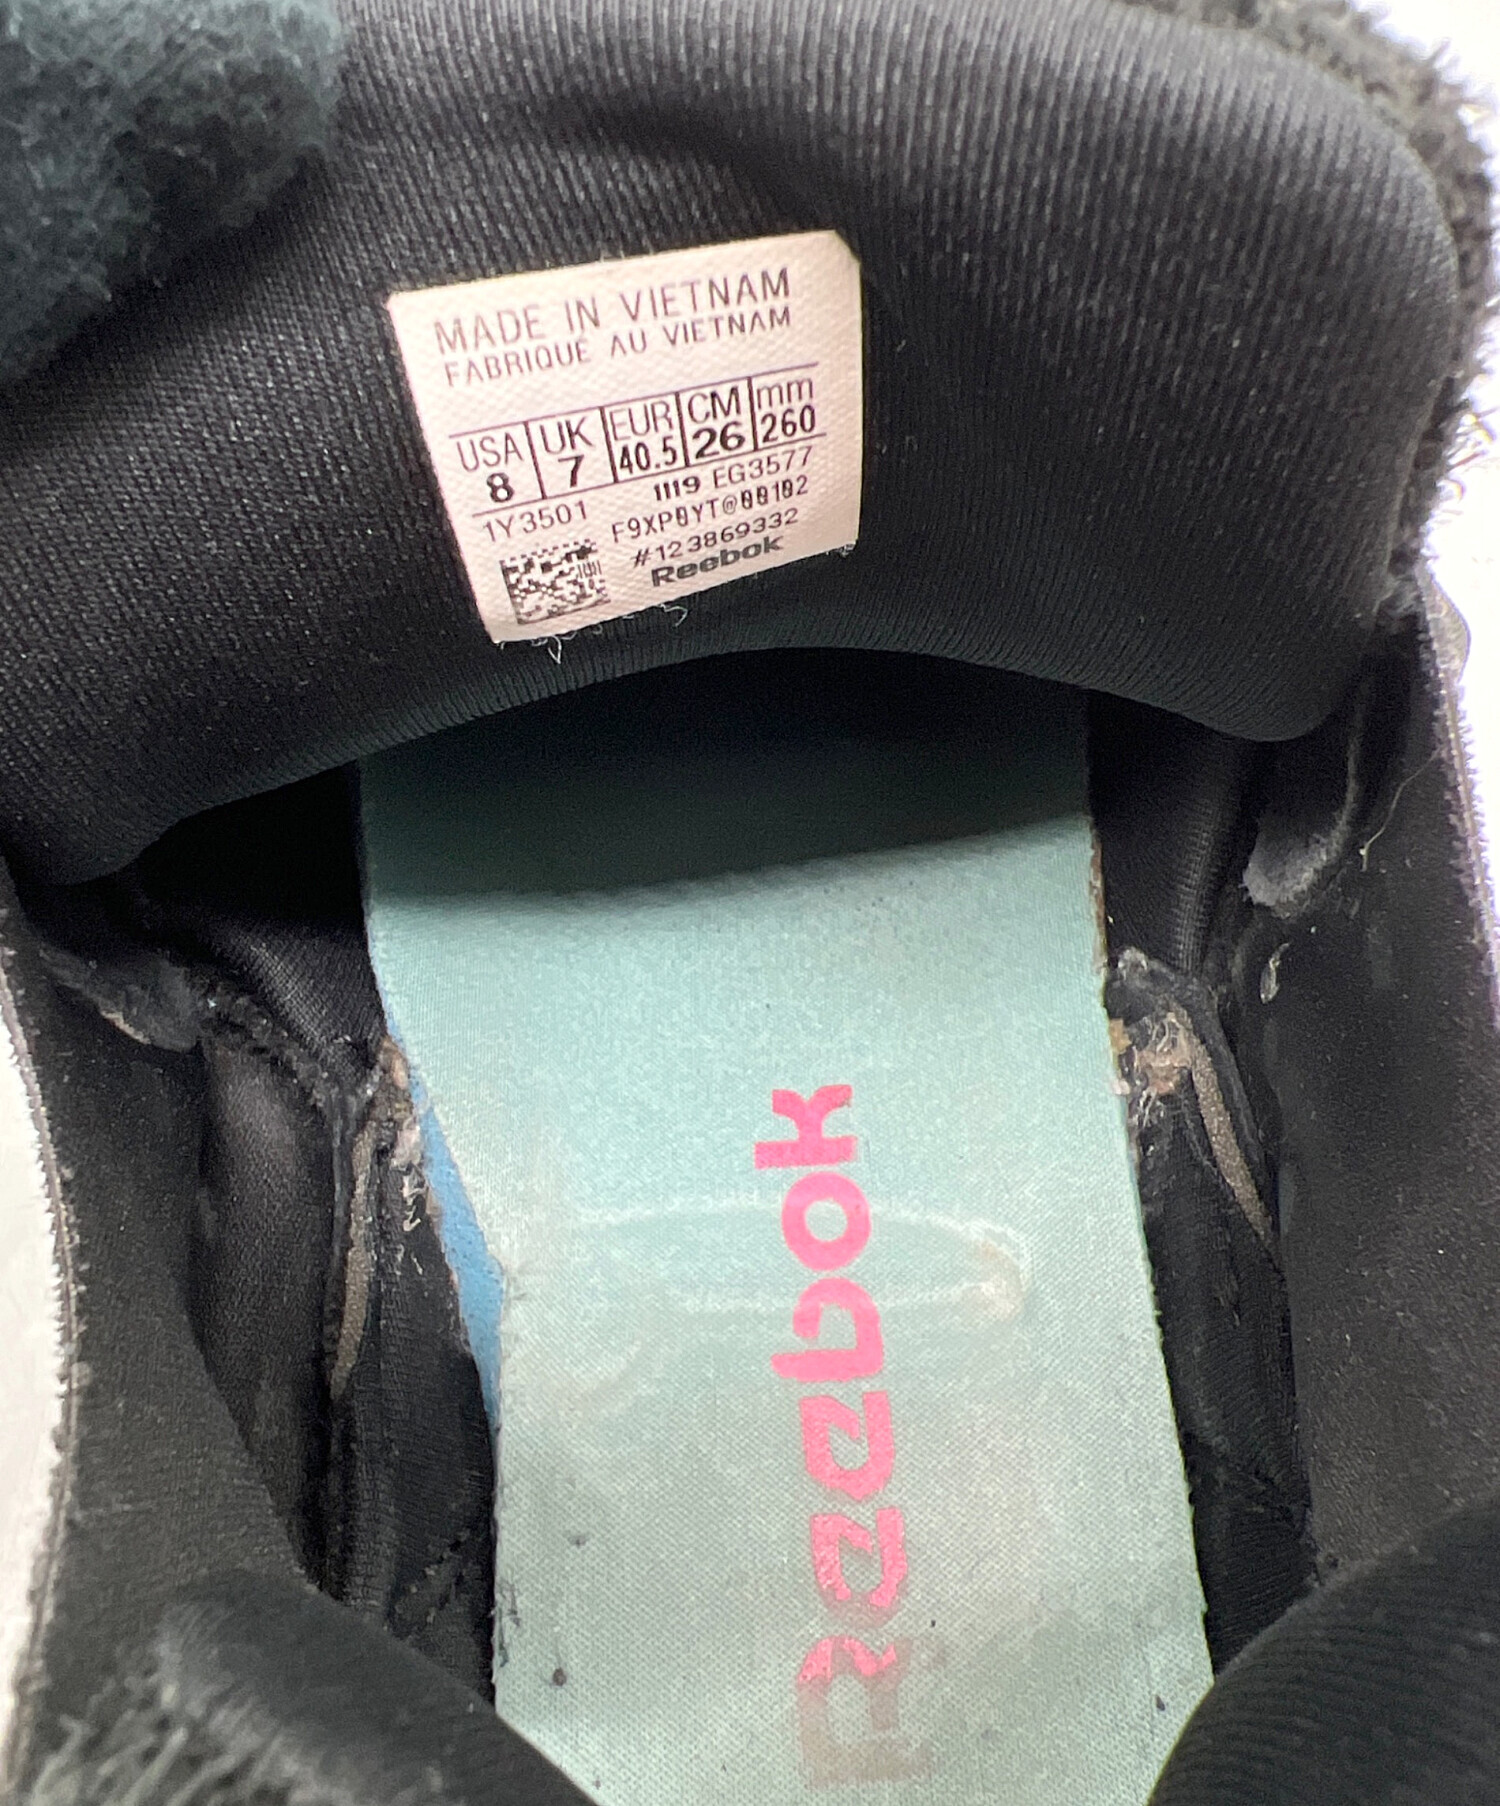 MADE IN VIETNAM
FABRIQUE AU VIETNAM
USA UK EUR CM mm
8 7 40.5 26 260
1Y3501 1119 EG3577
F9XP0YT@00102
#123869332
Reebok
Reebok